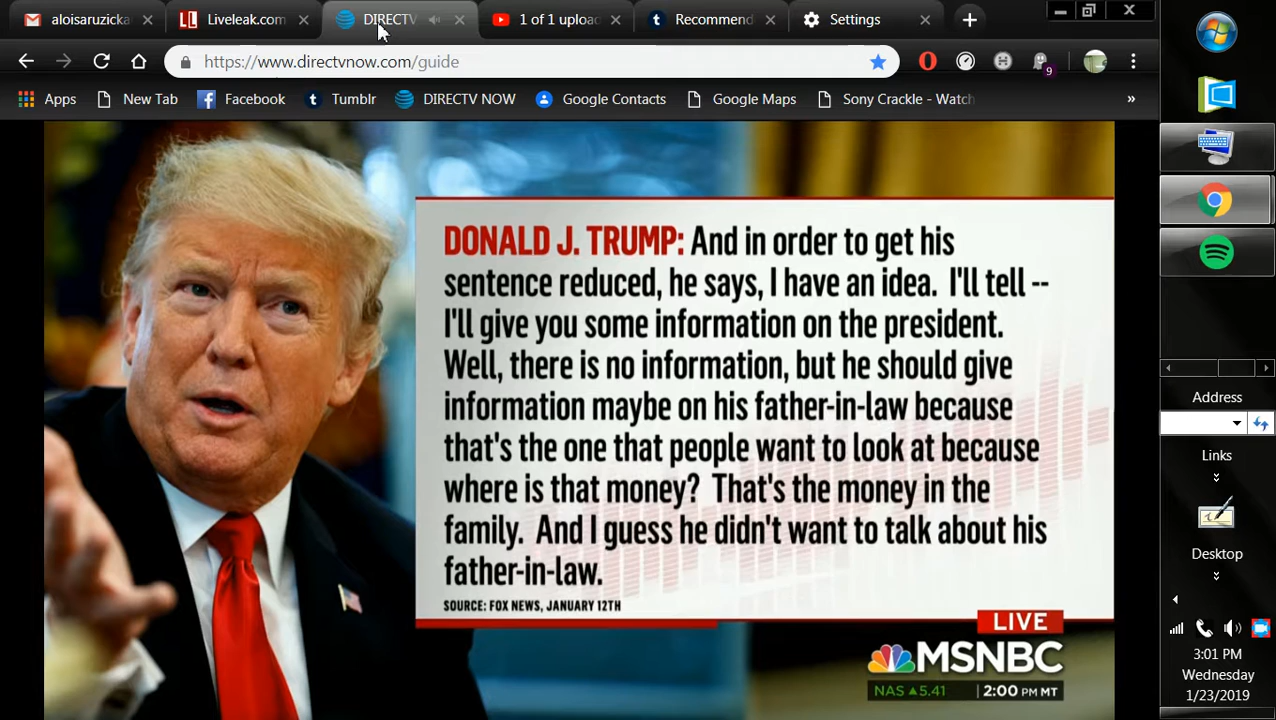 aloisaruzicka
Liveleak.com
DIRECTV
1 of 1 upload
Recommend
Settings
https://www.directvnow.com/guide
9
Apps
New Tab
Facebook
Tumblr
DIRECTV NOW
Google Contacts
Google Maps
Sony Crackle - Watch
»
DONALD J. TRUMP: And in order to get his
sentence reduced, he says, I have an idea. I'll tell --
I'll give you some information on the president.
Well, there is no information, but he should give
information maybe on his father-in-law because
that's the one that people want to look at because
where is that money? That's the money in the
family. And I guess he didn't want to talk about his
father-in-law.
SOURCE: FOX NEWS, JANUARY 12TH
LIVE
MSNBC
NAS ▲5.41 | 2:00 PM MT
Address
Links
Desktop
3:01 PM
Wednesday
1/23/2019